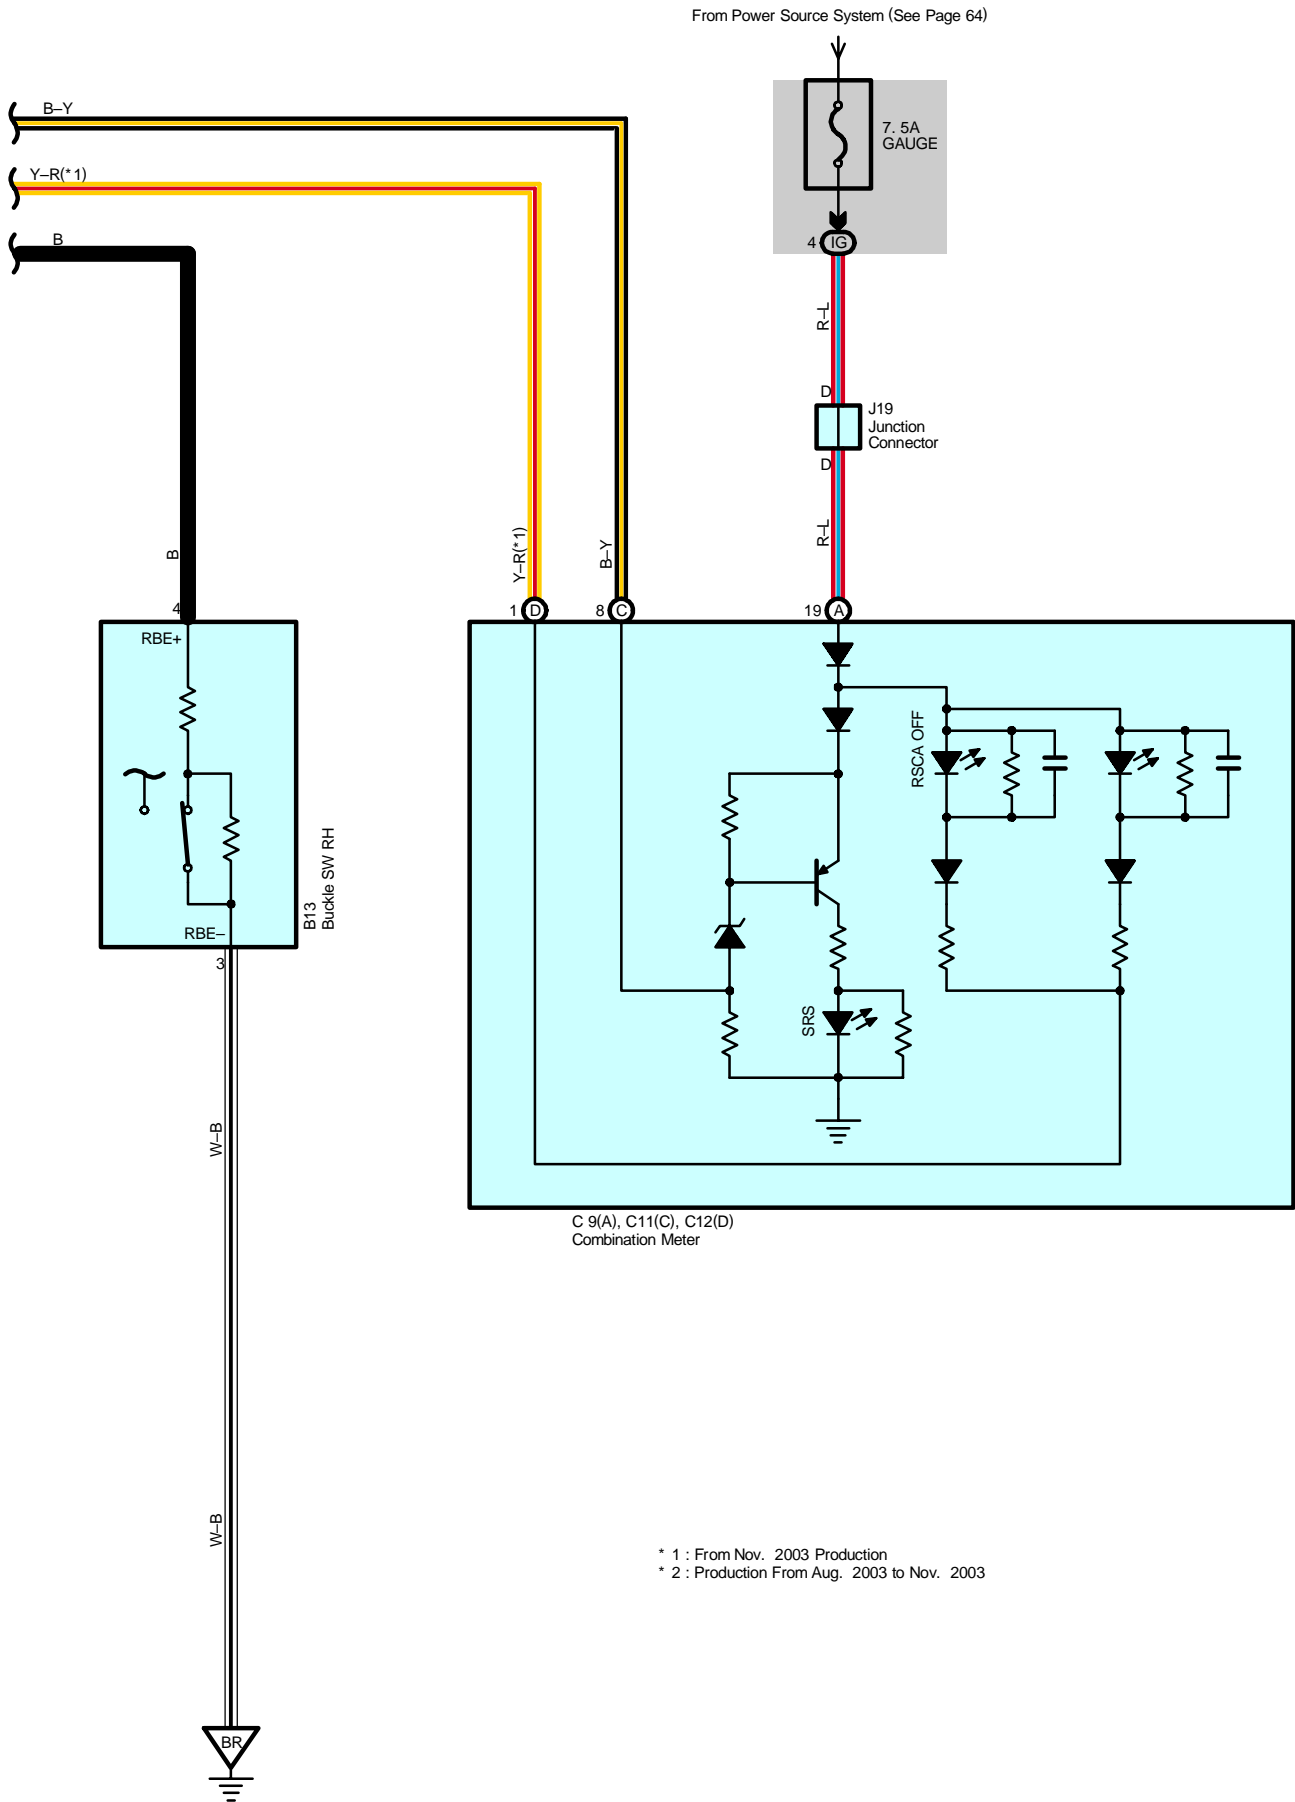 From Power Source System (See Page 64)
B–Y
7. 5A
GAUGE
Y–R(*1)
B
4 IG
R–L
D
J19
Junction
Connector
D
R–L
Y–R(*1)
B–Y
B
4
1 D
8 C
19 A
RBE+
RSCA OFF
B13
Buckle SW RH
RBE–
3
SRS
W–B
C 9(A), C11(C), C12(D)
Combination Meter
W–B
* 1 : From Nov. 2003 Production
* 2 : Production From Aug. 2003 to Nov. 2003
BR